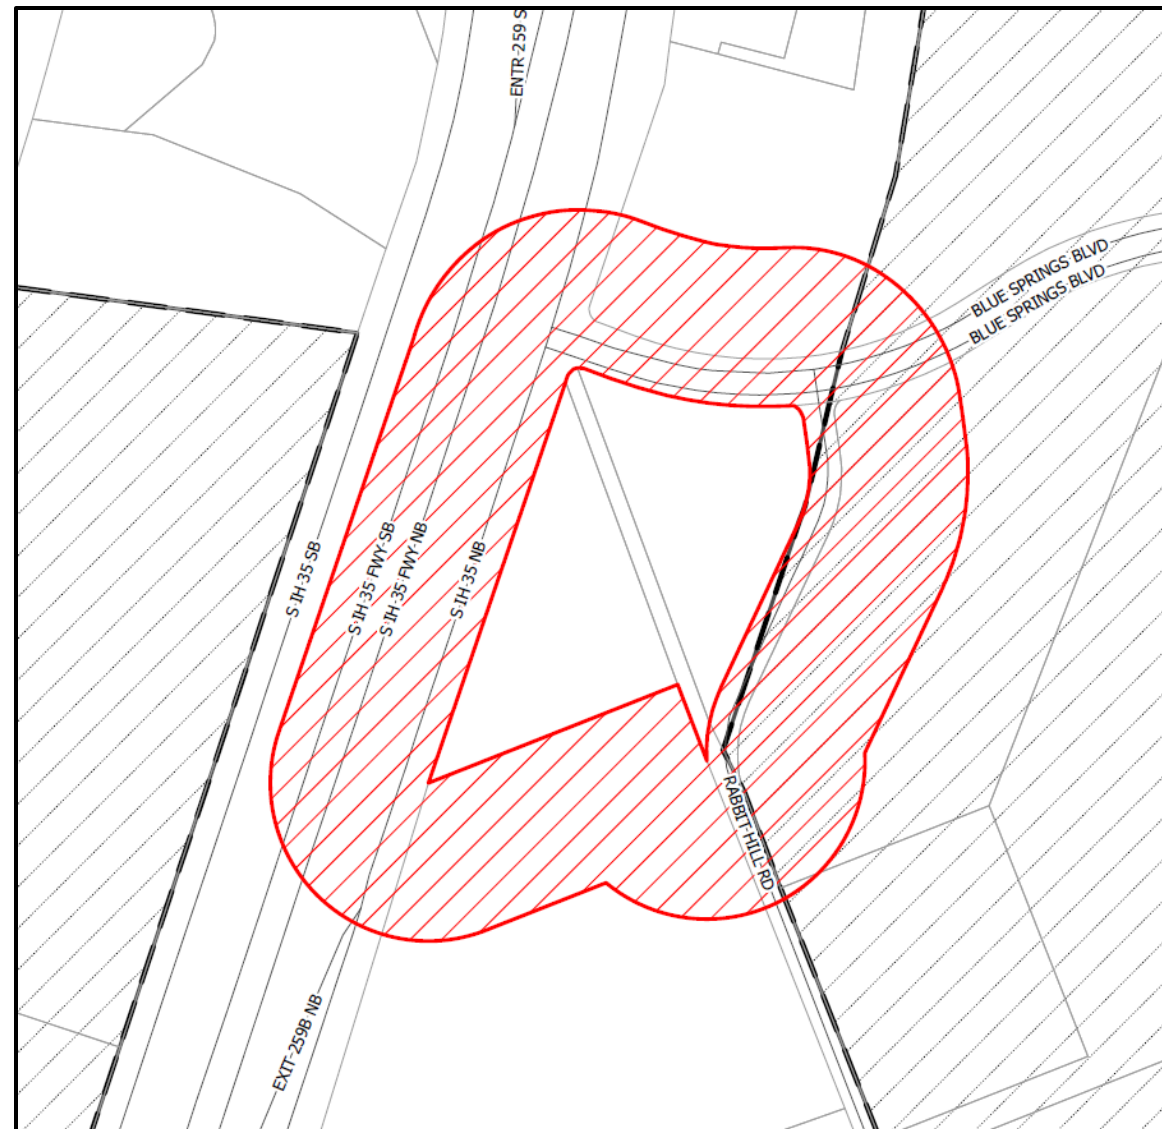 ENTR 259 S
BLUE SPRINGS BLVD
BLUE SPRINGS BLVD
S IH 35 SB
S IH 35 FWY SB
S IH 35 FWY NB
S IH 35 NB
RABBIT HILL RD
EXIT 259B NB